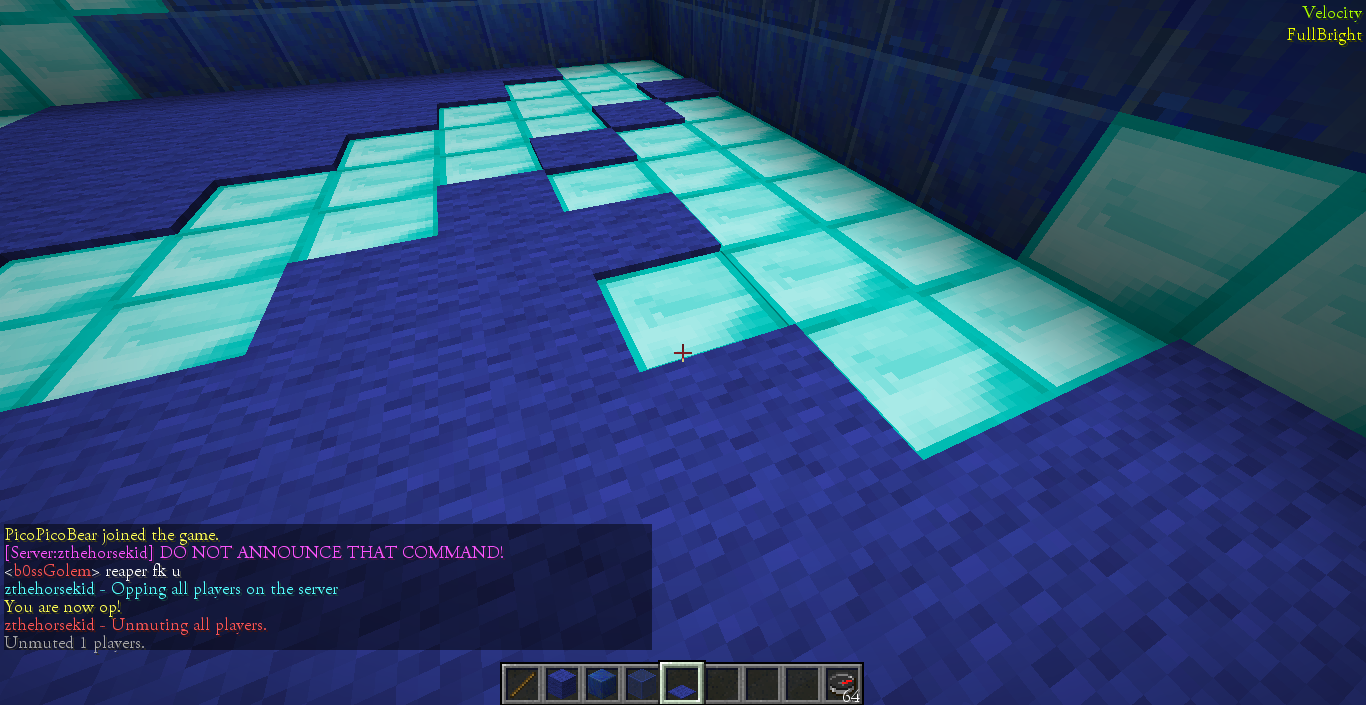 Velocity
FullBright
PicoPicoBear joined the game.
[Server:zthehorsekid] DO NOT ANNOUNCE THAT COMMAND!
<b0ssGolem> reaper fk u
zthehorsekid - Opping all players on the server
You are now op!
zthehorsekid - Unmuting all players.
Unmuted 1 players.
64